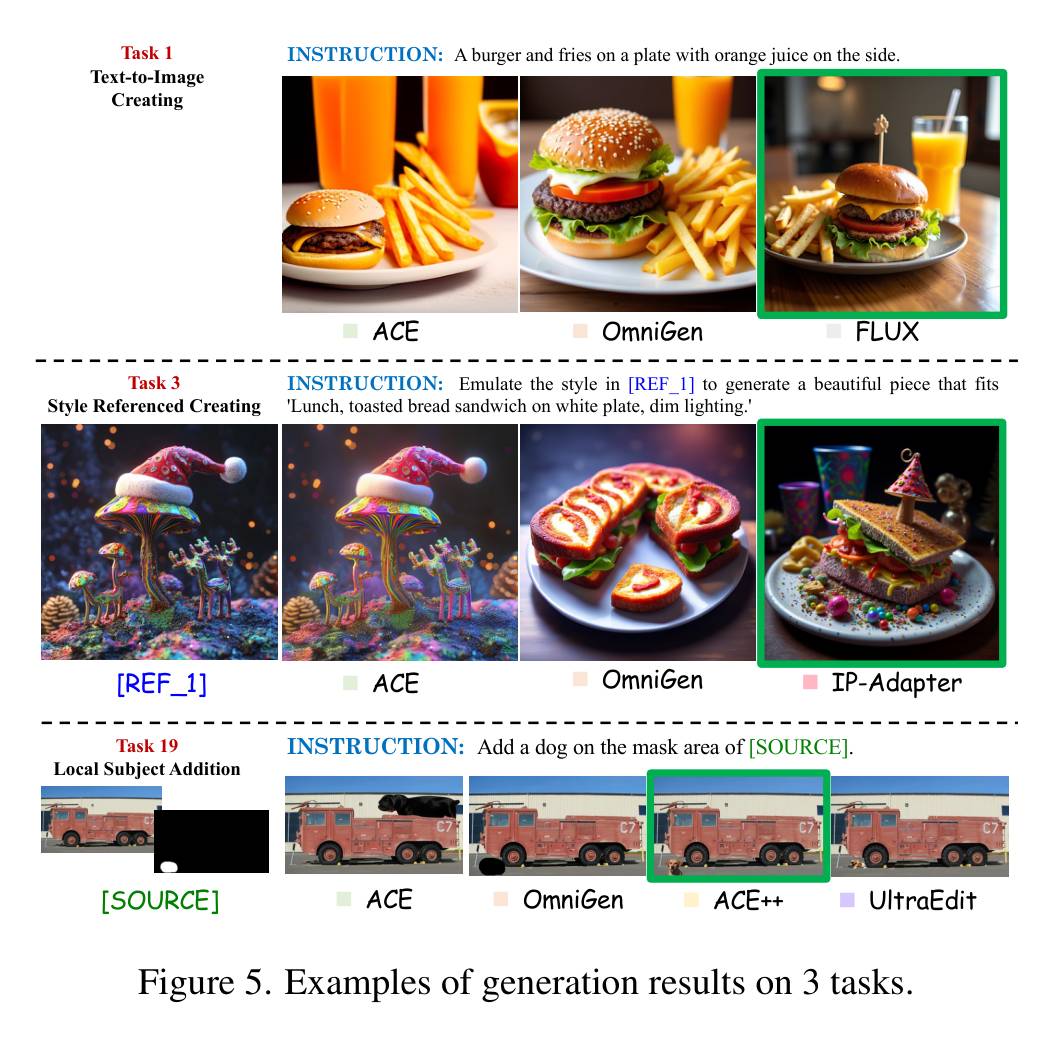 Task 1
Text-to-Image
Creating
INSTRUCTION: A burger and fries on a plate with orange juice on the side.
ACE
OmniGen
FLUX
Task 3
Style Referenced Creating
INSTRUCTION: Emulate the style in [REF_1] to generate a beautiful piece that fits
'Lunch, toasted bread sandwich on white plate, dim lighting.'
[REF_1]
ACE
OmniGen
IP-Adapter
Task 19
Local Subject Addition
INSTRUCTION: Add a dog on the mask area of [SOURCE].
C7
C7
C7
C7
C7
[SOURCE]
ACE
OmniGen
ACE++
UltraEdit
Figure 5. Examples of generation results on 3 tasks.